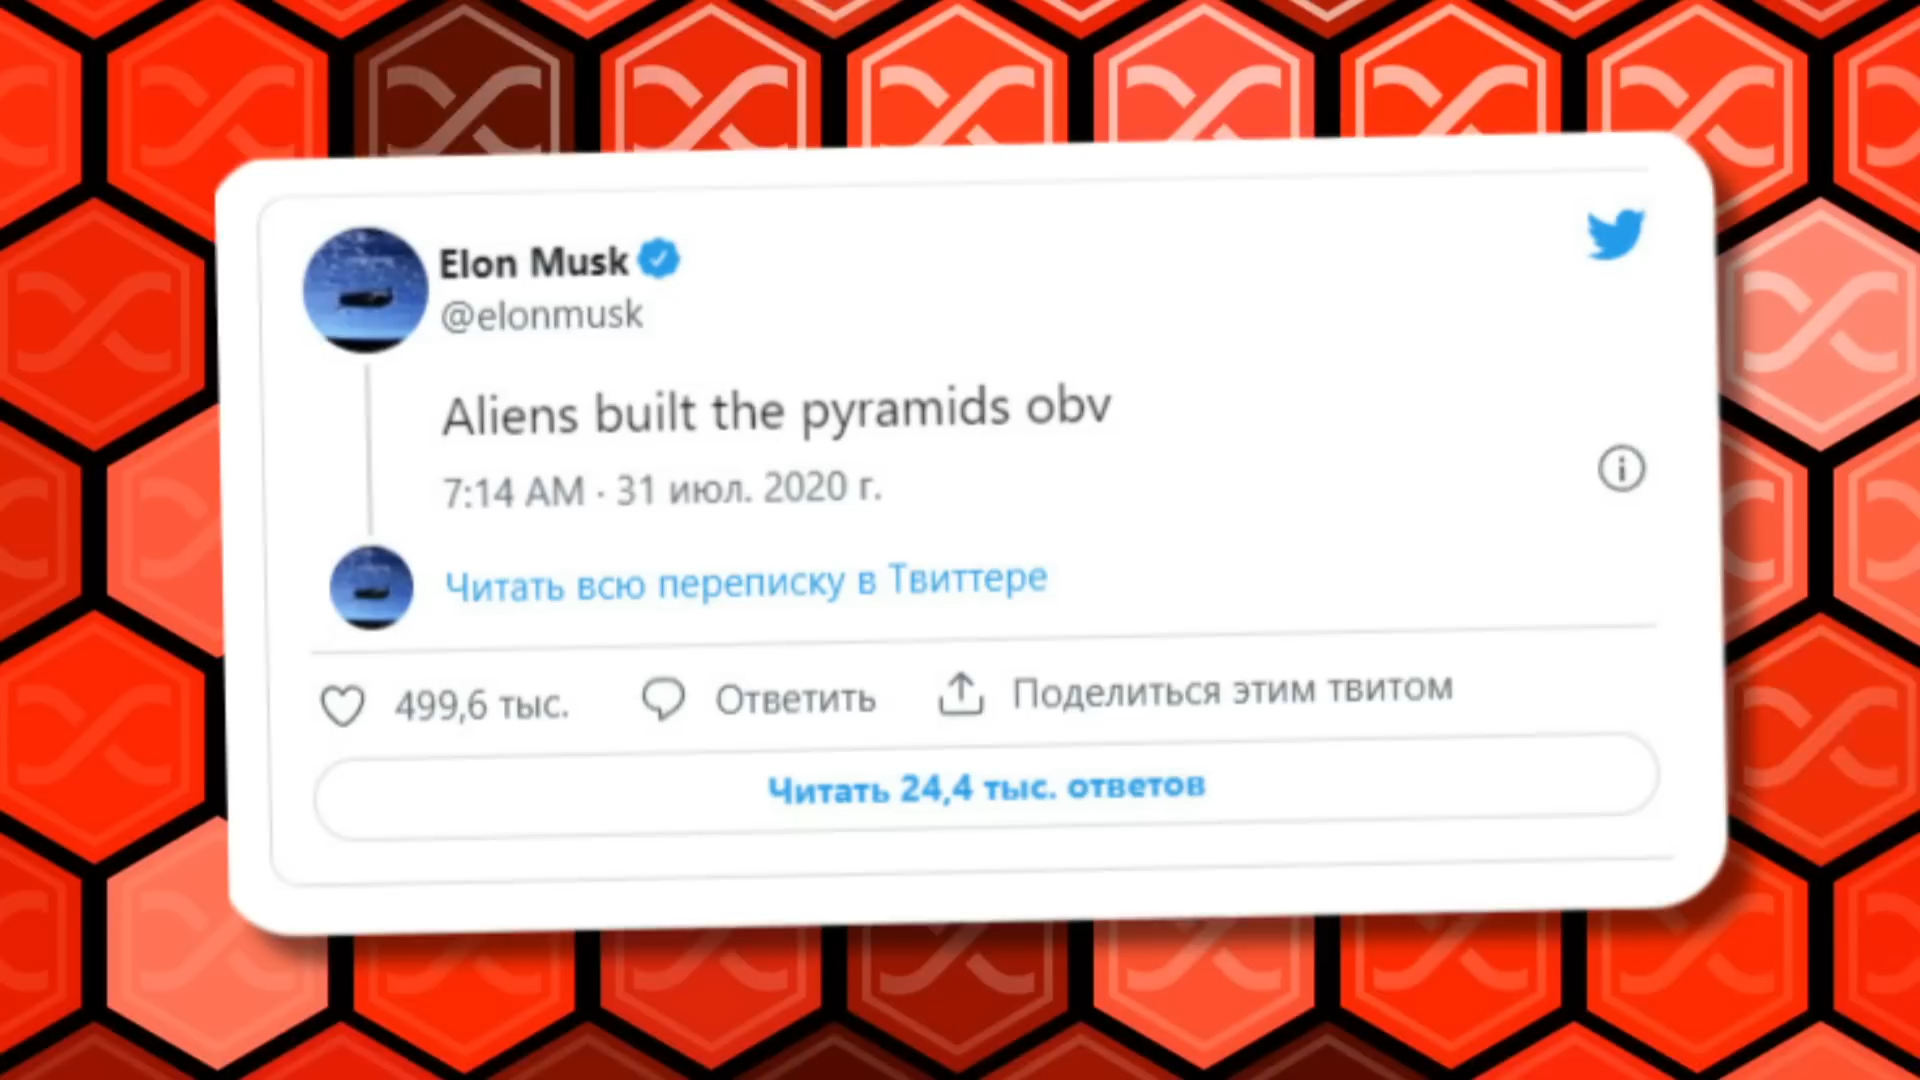 Elon Musk
@elonmusk
Aliens built the pyramids obv
7:14 AM · 31 июл. 2020 г.
Читать всю переписку в Твиттере
499,6 тыс. Ответить Поделиться этим твитом
Читать 24,4 тыс. ответов